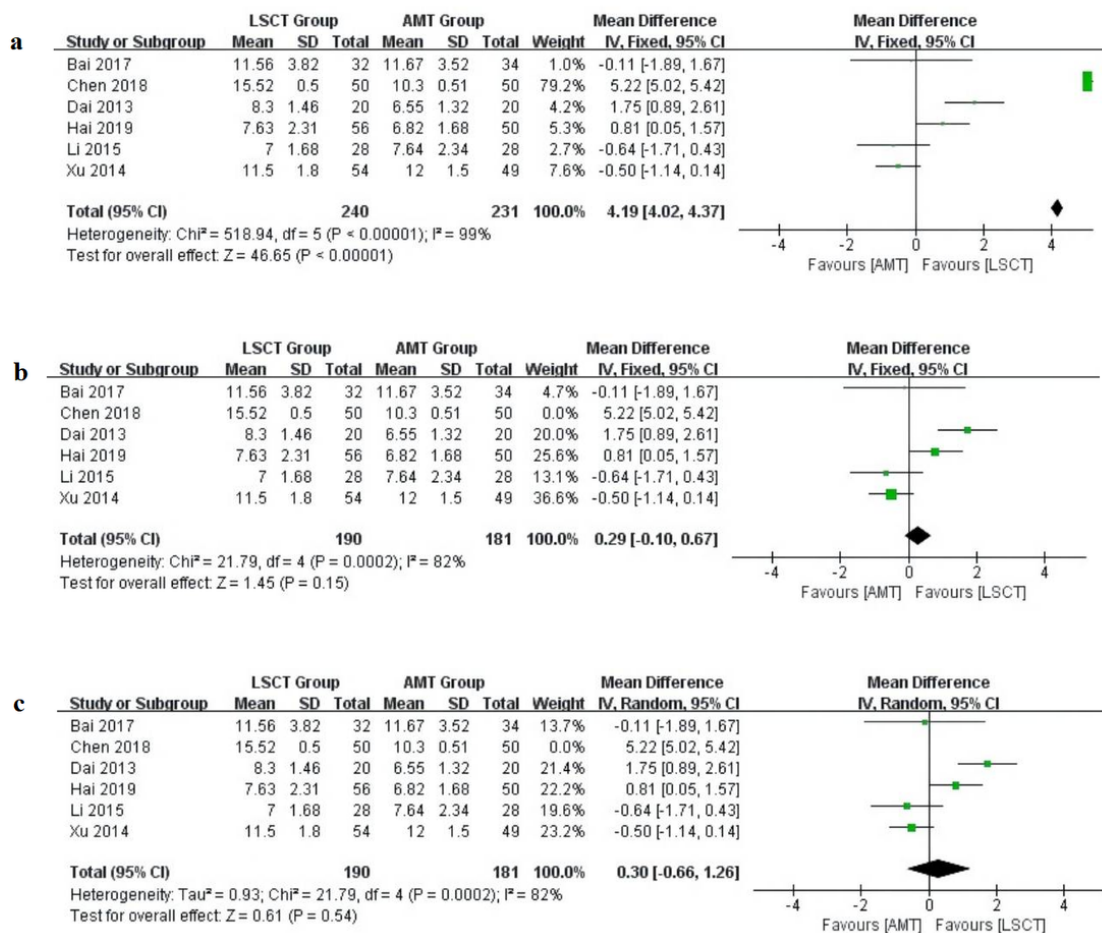 a
LSCT Group AMT Group Mean Difference Mean Difference
Study or Subgroup Mean SD Total Mean SD Total Weight IV, Fixed, 95% CI IV, Fixed, 95% CI
Bai 2017 11.56 3.82 32 11.67 3.52 34 1.0% -0.11 [-1.89, 1.67]
Chen 2018 15.52 0.5 50 10.3 0.51 50 79.2% 5.22 [5.02, 5.42]
Dai 2013 8.3 1.46 20 6.55 1.32 20 4.2% 1.75 [0.89, 2.61]
Hai 2019 7.63 2.31 56 6.82 1.68 50 5.3% 0.81 [0.05, 1.57]
Li 2015 7 1.68 28 7.64 2.34 28 2.7% -0.64 [-1.71, 0.43]
Xu 2014 11.5 1.8 54 12 1.5 49 7.6% -0.50 [-1.14, 0.14]
Total (95% CI) 240 231 100.0% 4.19 [4.02, 4.37]
Heterogeneity: Chi² = 518.94, df = 5 (P < 0.00001); I² = 99%
Test for overall effect: Z = 46.65 (P < 0.00001)
-4 -2 0 2 4
Favours [AMT] Favours [LSCT]
b
LSCT Group AMT Group Mean Difference Mean Difference
Study or Subgroup Mean SD Total Mean SD Total Weight IV, Fixed, 95% CI IV, Fixed, 95% CI
Bai 2017 11.56 3.82 32 11.67 3.52 34 4.7% -0.11 [-1.89, 1.67]
Chen 2018 15.52 0.5 50 10.3 0.51 50 0.0% 5.22 [5.02, 5.42]
Dai 2013 8.3 1.46 20 6.55 1.32 20 20.0% 1.75 [0.89, 2.61]
Hai 2019 7.63 2.31 56 6.82 1.68 50 25.6% 0.81 [0.05, 1.57]
Li 2015 7 1.68 28 7.64 2.34 28 13.1% -0.64 [-1.71, 0.43]
Xu 2014 11.5 1.8 54 12 1.5 49 36.6% -0.50 [-1.14, 0.14]
Total (95% CI) 190 181 100.0% 0.29 [-0.10, 0.67]
Heterogeneity: Chi² = 21.79, df = 4 (P = 0.0002); I² = 82%
Test for overall effect: Z = 1.45 (P = 0.15)
-4 -2 0 2 4
Favours [AMT] Favours [LSCT]
c
LSCT Group AMT Group Mean Difference Mean Difference
Study or Subgroup Mean SD Total Mean SD Total Weight IV, Random, 95% CI IV, Random, 95% CI
Bai 2017 11.56 3.82 32 11.67 3.52 34 13.7% -0.11 [-1.89, 1.67]
Chen 2018 15.52 0.5 50 10.3 0.51 50 0.0% 5.22 [5.02, 5.42]
Dai 2013 8.3 1.46 20 6.55 1.32 20 21.4% 1.75 [0.89, 2.61]
Hai 2019 7.63 2.31 56 6.82 1.68 50 22.2% 0.81 [0.05, 1.57]
Li 2015 7 1.68 28 7.64 2.34 28 19.6% -0.64 [-1.71, 0.43]
Xu 2014 11.5 1.8 54 12 1.5 49 23.2% -0.50 [-1.14, 0.14]
Total (95% CI) 190 181 100.0% 0.30 [-0.66, 1.26]
Heterogeneity: Tau² = 0.93; Chi² = 21.79, df = 4 (P = 0.0002); I² = 82%
Test for overall effect: Z = 0.61 (P = 0.54)
-4 -2 0 2 4
Favours [AMT] Favours [LSCT]